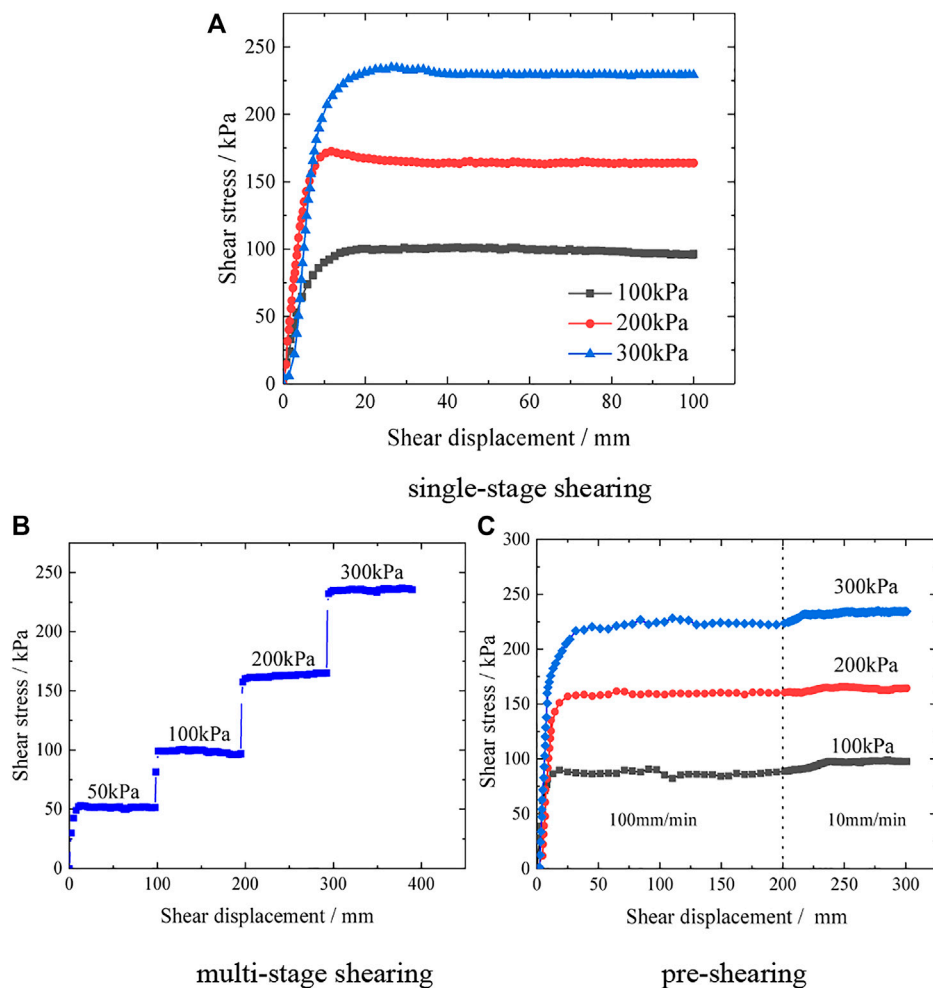 A
250
200
150
100
50
0
Shear stress / kPa
100kPa
200kPa
300kPa
0 20 40 60 80 100
Shear displacement / mm
single-stage shearing
B
250
200
150
100
50
0
Shear stress / kPa
50kPa
100kPa
200kPa
300kPa
0 100 200 300 400
Shear displacement / mm
multi-stage shearing
C
300
250
200
150
100
50
0
Shear stress / kPa
300kPa
200kPa
100kPa
100mm/min 10mm/min
0 50 100 150 200 250 300
Shear displacement / mm
pre-shearing